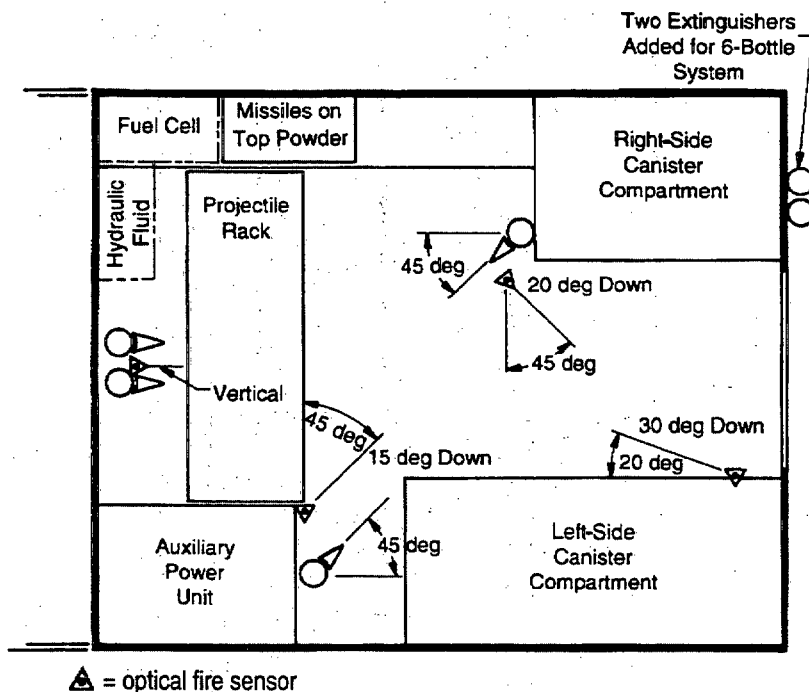 Two Extinguishers
Added for 6-Bottle
System
Fuel Cell
Missiles on
Top Powder
Right-Side
Canister
Compartment
Hydraulic
Fluid
Projectile
Rack
45 deg
20 deg Down
45 deg
Vertical
45 deg
15 deg Down
30 deg Down
20 deg
45 deg
Auxiliary
Power
Unit
Left-Side
Canister
Compartment
= optical fire sensor